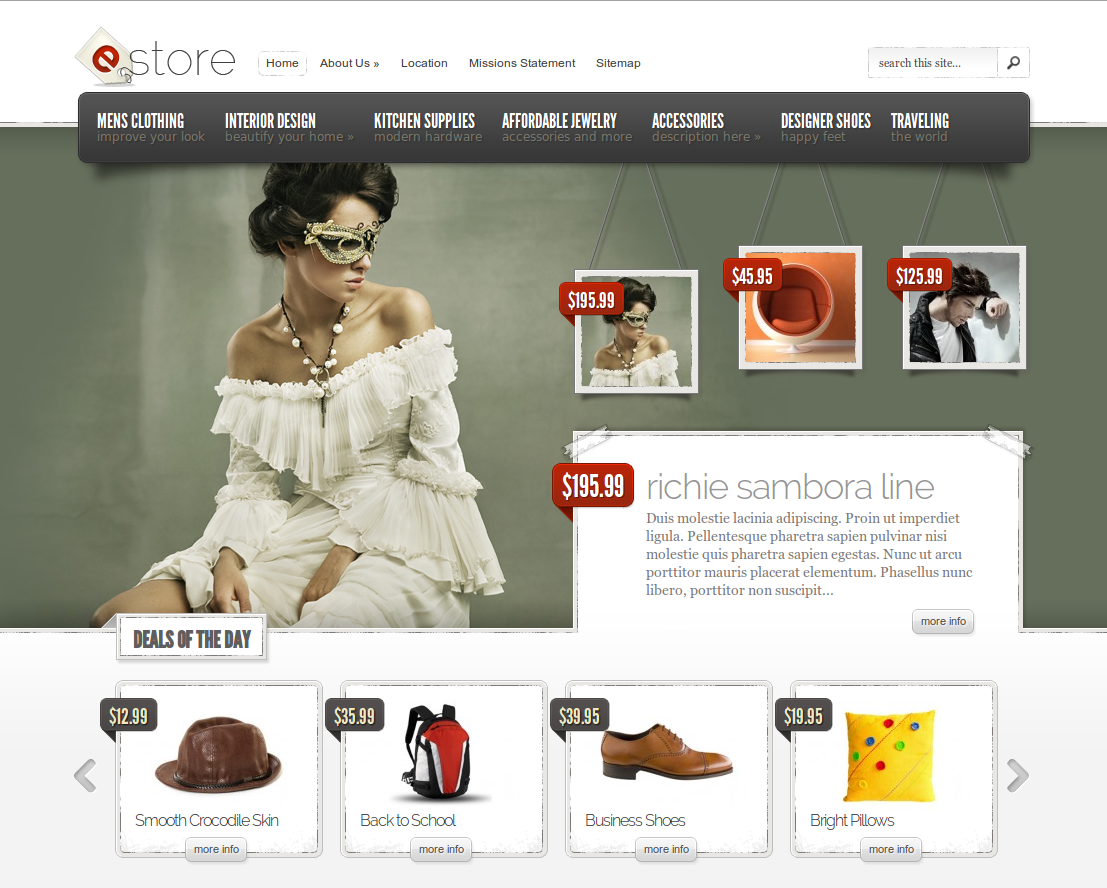 e store
Home About Us » Location Missions Statement Sitemap
search this site...
MENS CLOTHING
improve your look
INTERIOR DESIGN
beautify your home »
KITCHEN SUPPLIES
modern hardware
AFFORDABLE JEWELRY
accessories and more
ACCESSORIES
description here »
DESIGNER SHOES
happy feet
TRAVELING
the world
$195.99
$45.95
$125.99
$195.99
richie sambora line
Duis molestie lacinia adipiscing. Proin ut imperdiet
ligula. Pellentesque pharetra sapien pulvinar nisi
molestie quis pharetra sapien egestas. Nunc ut arcu
porttitor mauris placerat elementum. Phasellus nunc
libero, porttitor non suscipit...
more info
DEALS OF THE DAY
$12.99
Smooth Crocodile Skin
more info
$35.99
Back to School
more info
$39.95
Business Shoes
more info
$19.95
Bright Pillows
more info